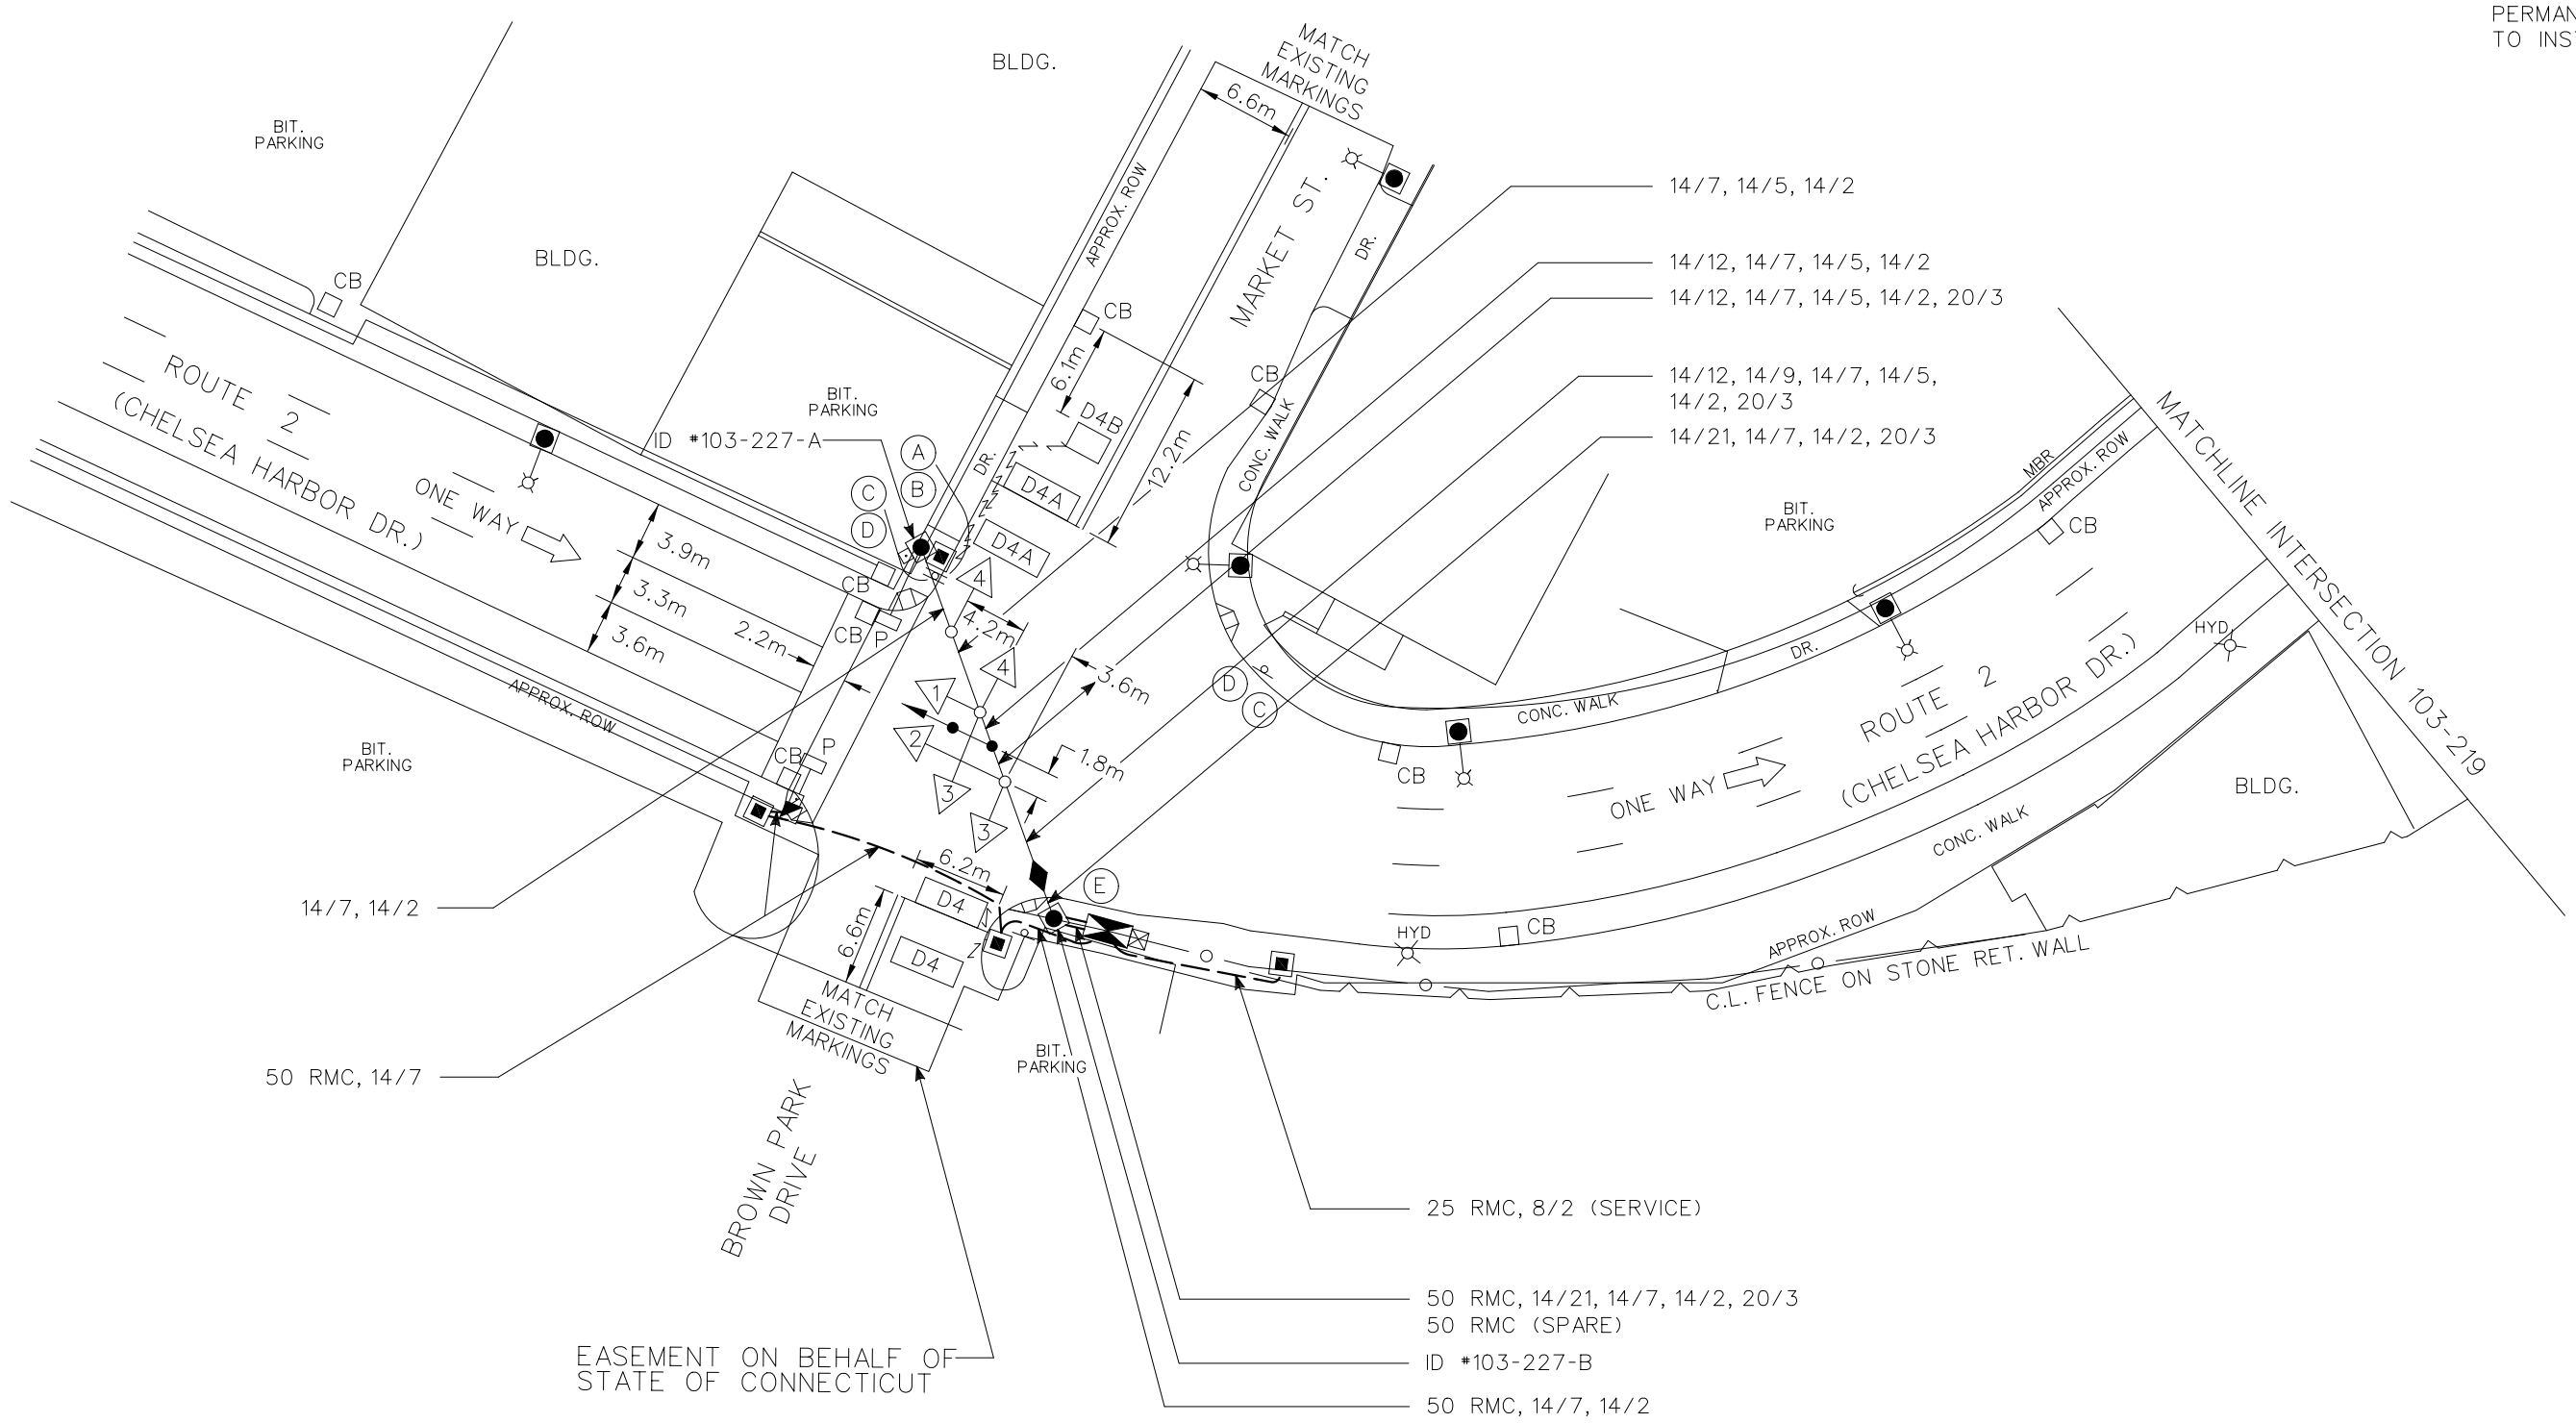 PERMAN
TO INS
MATCH
EXISTING
MARKINGS
BLDG.
6.6m
BIT.
PARKING
APPROX. ROW
MARKET ST.
DR.
14/7, 14/5, 14/2
BLDG.
CB
14/12, 14/7, 14/5, 14/2
14/12, 14/7, 14/5, 14/2, 20/3
CB
6.1m
D4B
12.2m
CB
CONC. WALK
14/12, 14/9, 14/7, 14/5,
14/2, 20/3
14/21, 14/7, 14/2, 20/3
ROUTE 2
(CHELSEA HARBOR DR.)
ONE WAY
BIT.
PARKING
ID #103-227-A
A
B
C
D
DR.
D4A
D4A
MBR
APPROX. ROW
CB
BIT.
PARKING
MATCHLINE INTERSECTION 103-219
3.9m
3.3m
3.6m
2.2m
CB
CB
P
4
4.2m
4
3.6m
1
2
3
3
1.8m
D
C
DR.
HYD
CONC. WALK
CB
ROUTE 2
(CHELSEA HARBOR DR.)
ONE WAY
BLDG.
CONC. WALK
APPROX. ROW
BIT.
PARKING
CB
P
6.2m
E
D4
D4
6.6m
14/7, 14/2
HYD
CB
APPROX. ROW
C.L. FENCE ON STONE RET. WALL
MATCH
EXISTING
MARKINGS
BIT.
PARKING
50 RMC, 14/7
BROWN PARK
DRIVE
25 RMC, 8/2 (SERVICE)
50 RMC, 14/21, 14/7, 14/2, 20/3
50 RMC (SPARE)
ID #103-227-B
50 RMC, 14/7, 14/2
EASEMENT ON BEHALF OF
STATE OF CONNECTICUT